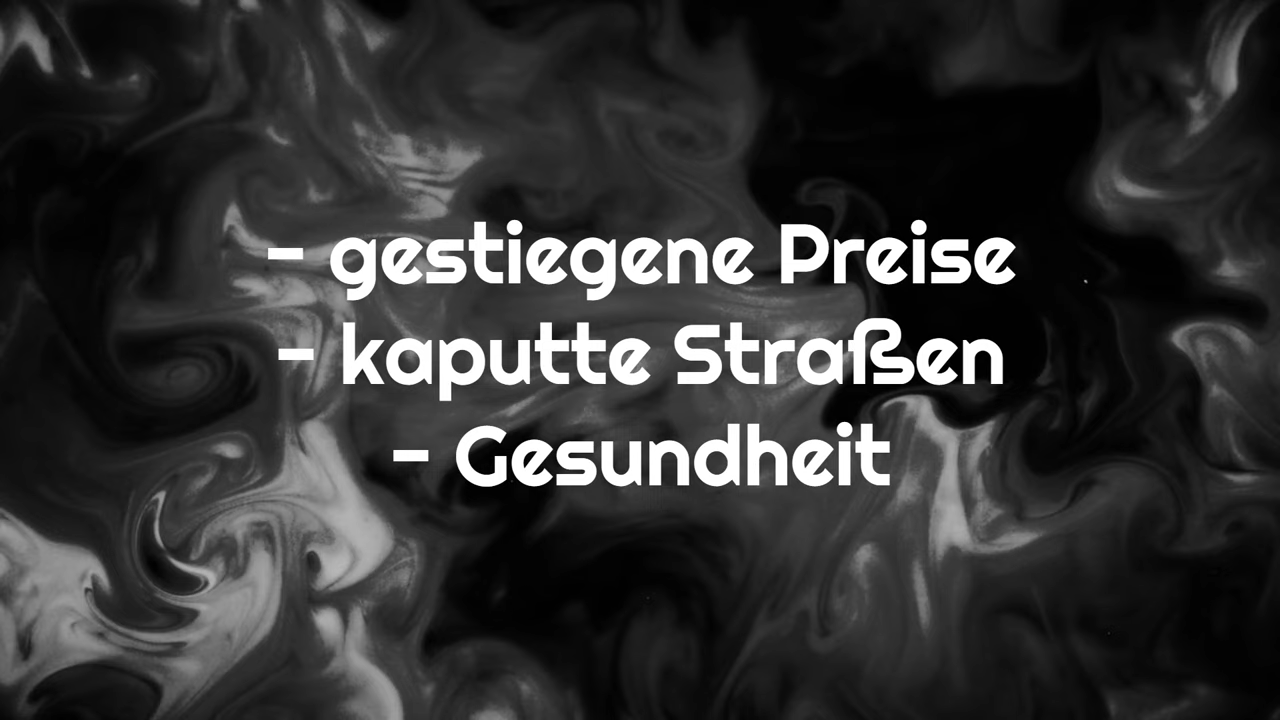 - gestiegene Preise
- kaputte Straßen
- Gesundheit